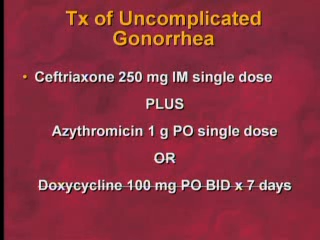 Tx of Uncomplicated
Gonorrhea
• Ceftriaxone 250 mg IM single dose
PLUS
Azythromicin 1 g PO single dose
OR
Doxycycline 100 mg PO BID x 7 days